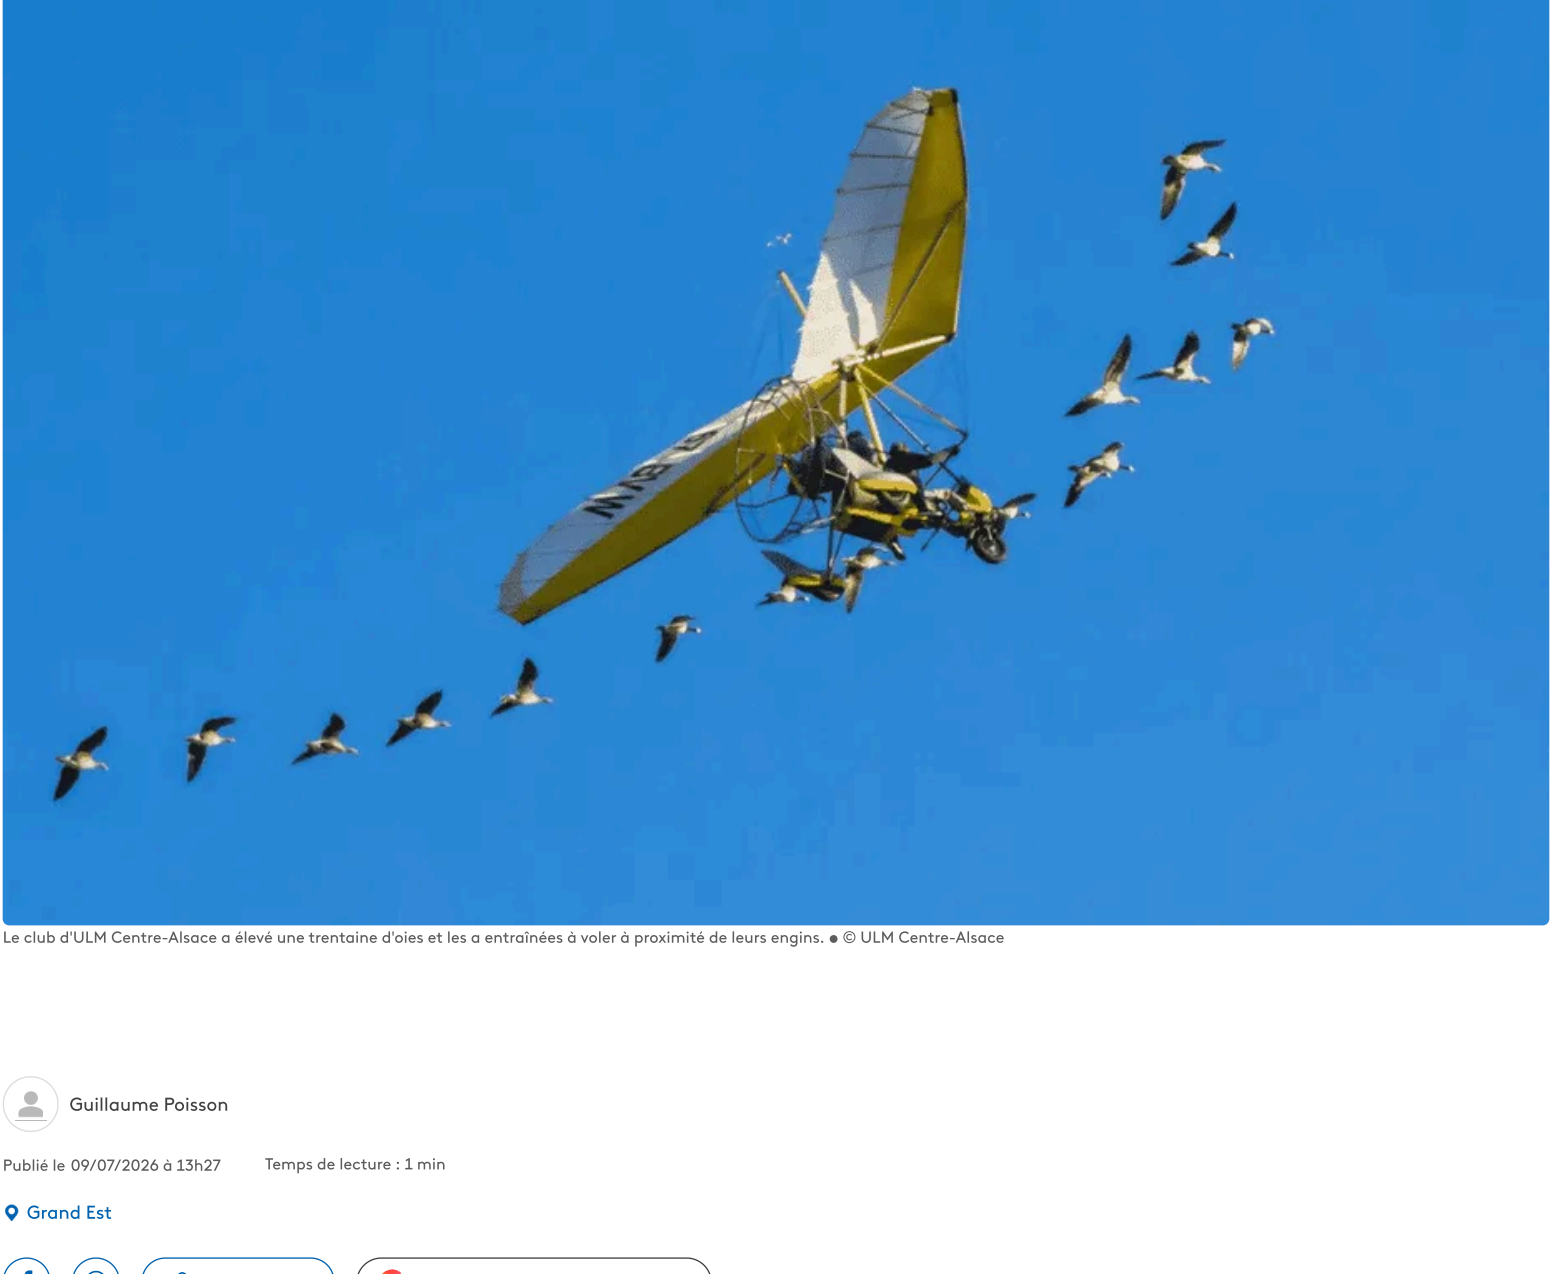 Le club d'ULM Centre-Alsace a élevé une trentaine d'oies et les a entraînées à voler à proximité de leurs engins. ● © ULM Centre-Alsace
Guillaume Poisson
Publié le 09/07/2026 à 13h27 Temps de lecture : 1 min
Grand Est